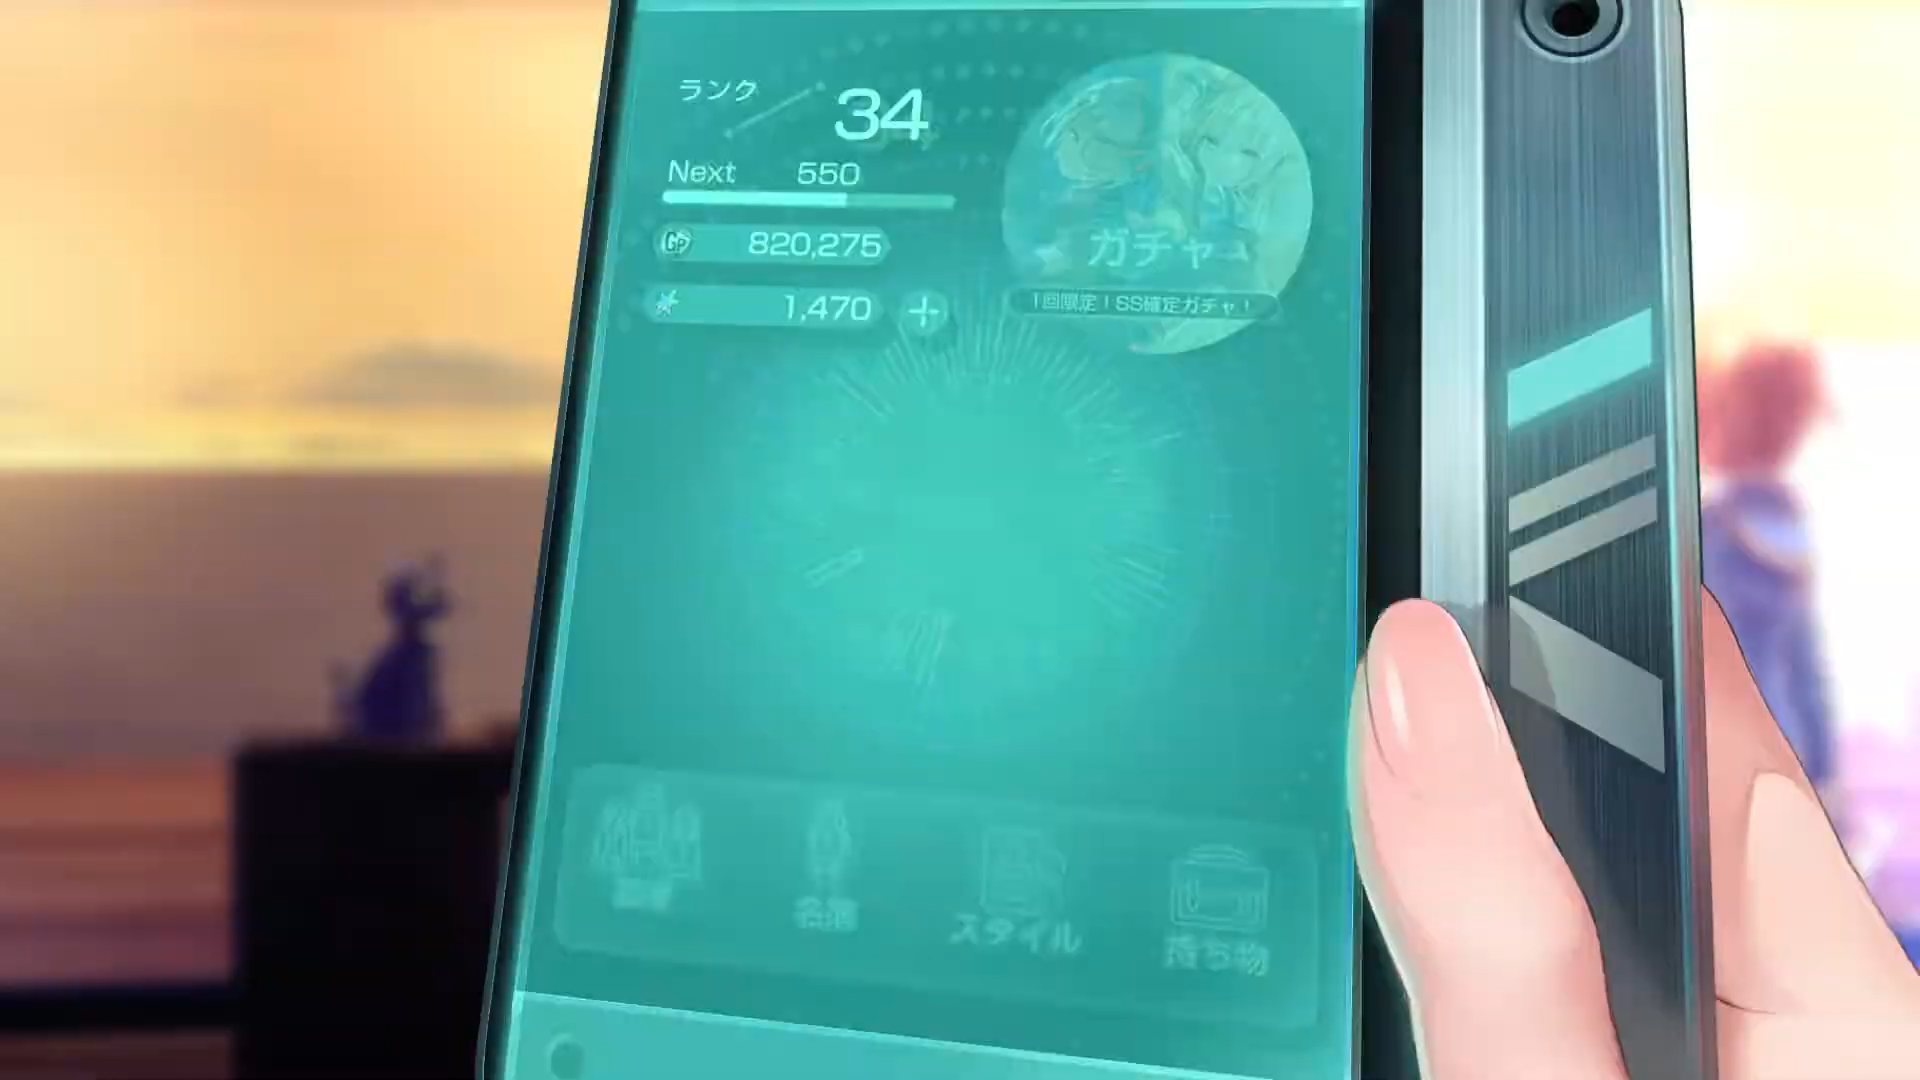 ランク 34
Next 550
GP 820,275
1,470 +
ガチャ
1回限定！SS確定ガチャ！
スタイル
持ち物